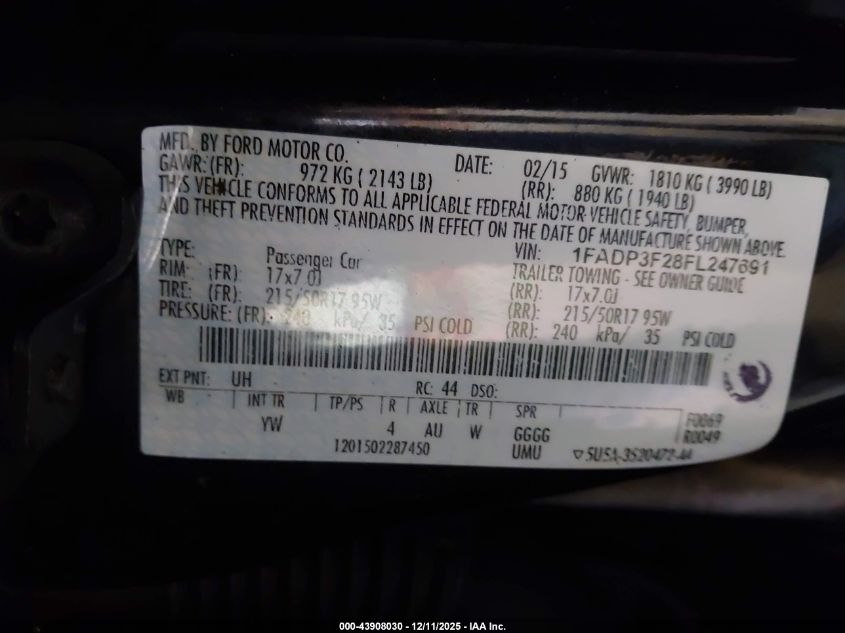 MFD. BY FORD MOTOR CO. DATE: 02/15 GVWR: 1810 KG ( 3990 LB)
GAWR:(FR): 972 KG ( 2143 LB) (RR): 880 KG ( 1940 LB)
THIS VEHICLE CONFORMS TO ALL APPLICABLE FEDERAL MOTOR VEHICLE SAFETY, BUMPER,
AND THEFT PREVENTION STANDARDS IN EFFECT ON THE DATE OF MANUFACTURE SHOWN ABOVE.
VIN: 1FADP3F28FL247691
TYPE: Passenger Car TRAILER TOWING - SEE OWNER GUIDE
RIM: (FR): 17x7.0J (RR): 17x7.0J
TIRE: (FR): 215/50R17 95W (RR): 215/50R17 95W
PRESSURE: (FR): 240 kPa/ 35 PSI COLD (RR): 240 kPa/ 35 PSI COLD
EXT PNT: UH RC: 44 DSO:
WB INT TR TP/PS R AXLE TR SPR
YW 4 AU W GGGG F0069
1201502287450 UMU R0049
5U5A-3520472-AA
000-43908030 - 12/11/2025 - IAA Inc.